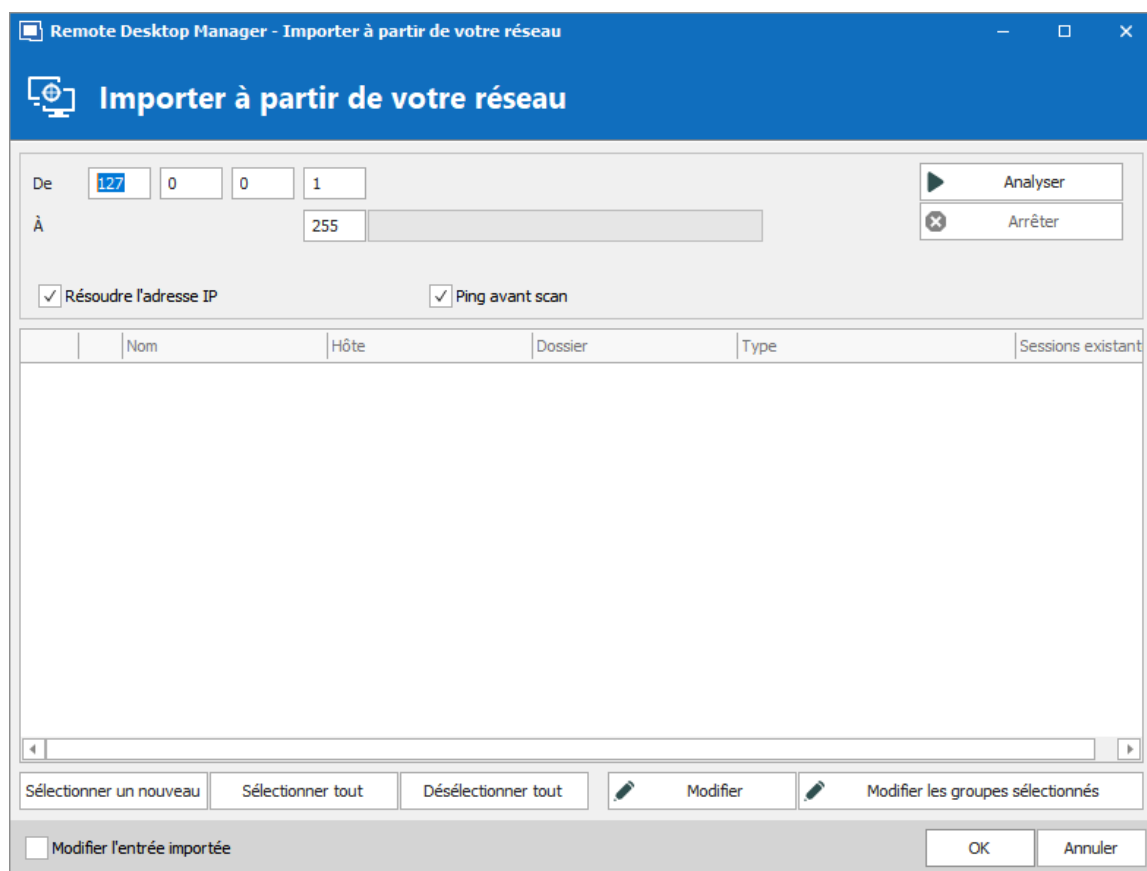 Remote Desktop Manager - Importer à partir de votre réseau
Importer à partir de votre réseau
De 127 0 0 1 Analyser
À 255 Arrêter
Résoudre l'adresse IP Ping avant scan
Nom Hôte Dossier Type Sessions existant
Sélectionner un nouveau Sélectionner tout Désélectionner tout Modifier Modifier les groupes sélectionnés
Modifier l'entrée importée OK Annuler